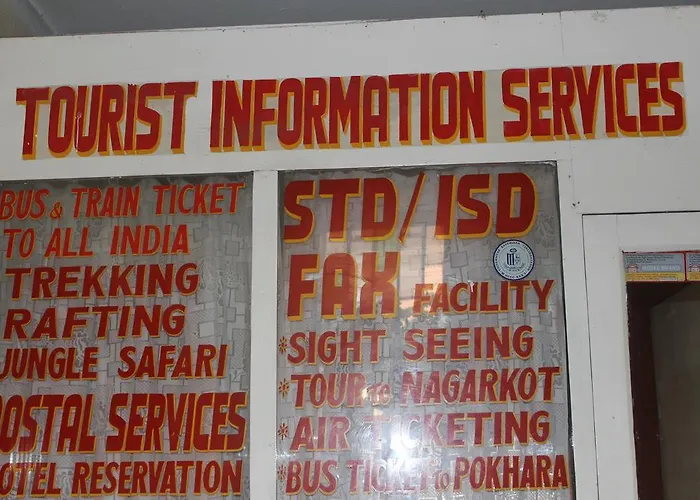 TOURIST INFORMATION SERVICES
BUS & TRAIN TICKET
TO ALL INDIA
TREKKING
RAFTING
JUNGLE SAFARI
POSTAL SERVICES
HOTEL RESERVATION
STD/ISD
FAX FACILITY
*SIGHT SEEING
*TOUR to NAGARKOT
*AIR TICKETING
*BUS TICKET to POKHARA